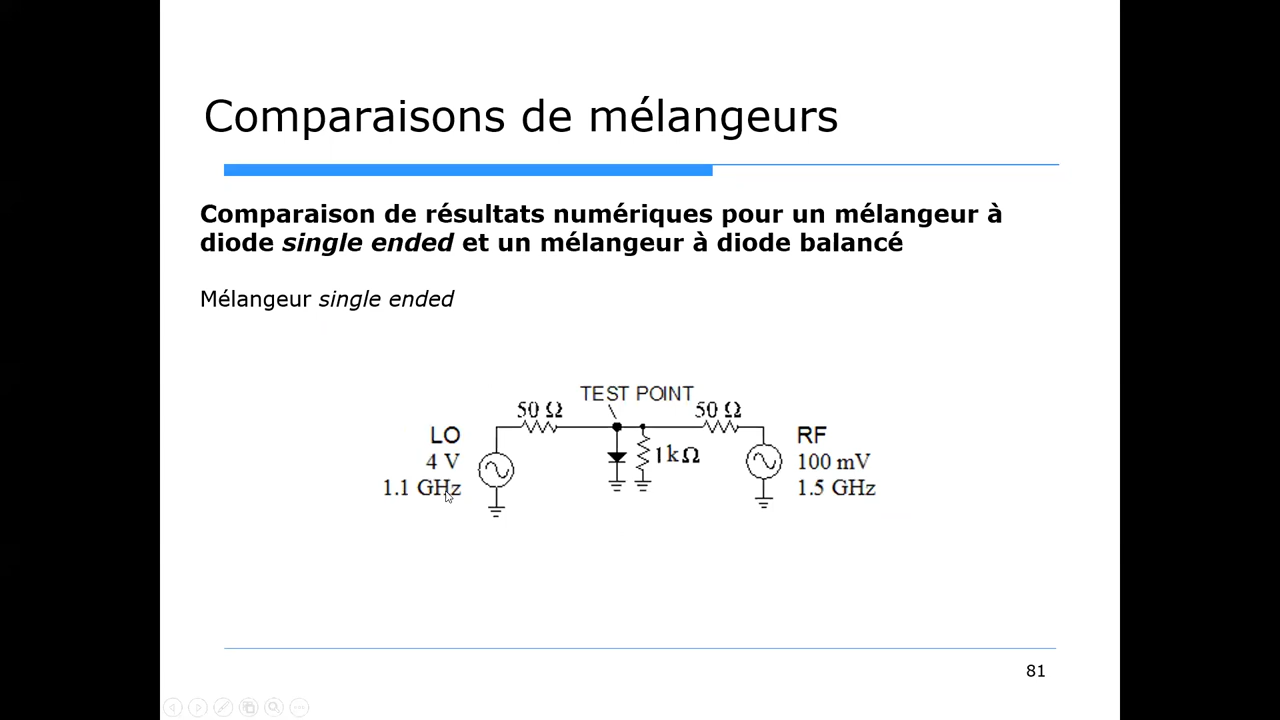 Comparaisons de mélangeurs
Comparaison de résultats numériques pour un mélangeur à
diode single ended et un mélangeur à diode balancé
Mélangeur single ended
TEST POINT
50 Ω
50 Ω
LO
4 V
1.1 GHz
1 k Ω
RF
100 mV
1.5 GHz
81